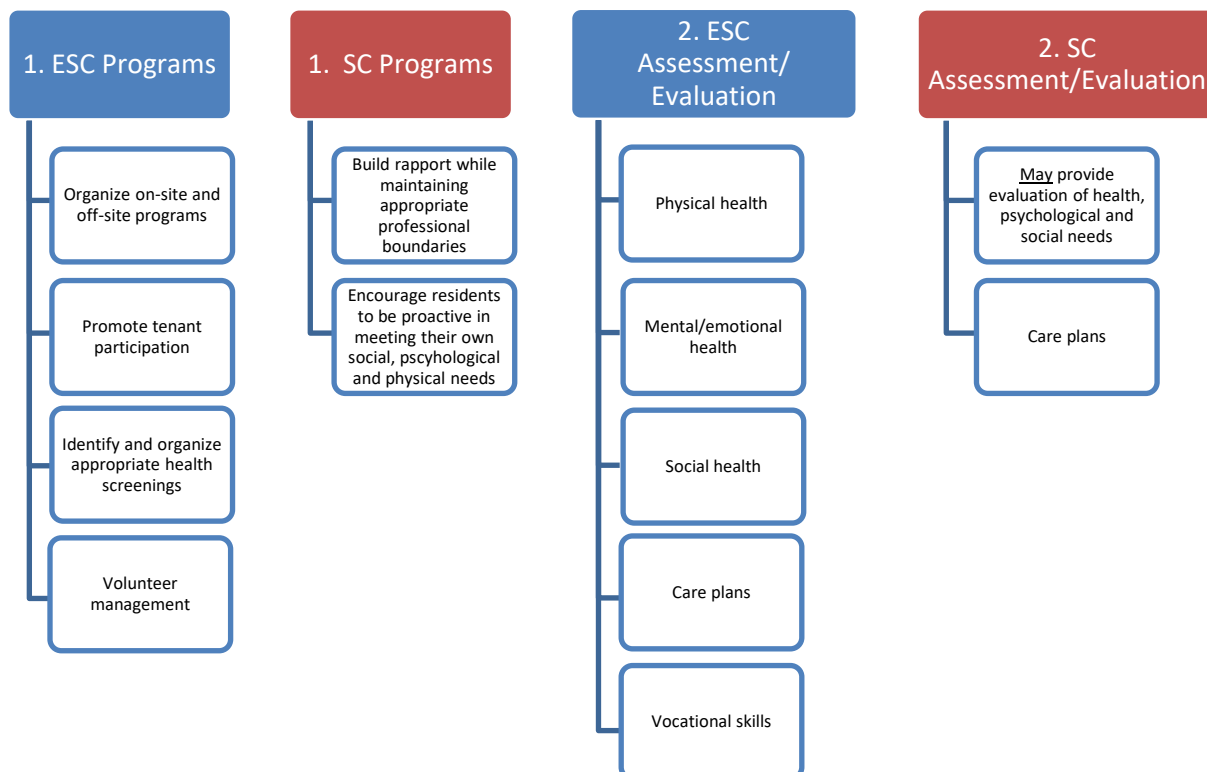 1. ESC Programs
Organize on-site and
off-site programs
Promote tenant
participation
Identify and organize
appropriate health
screenings
Volunteer
management
1. SC Programs
Build rapport while
maintaining
appropriate
professional
boundaries
Encourage residents
to be proactive in
meeting their own
social, pscyhological
and physical needs
2. ESC
Assessment/
Evaluation
Physical health
Mental/emotional
health
Social health
Care plans
Vocational skills
2. SC
Assessment/Evaluation
May provide
evaluation of health,
psychological and
social needs
Care plans